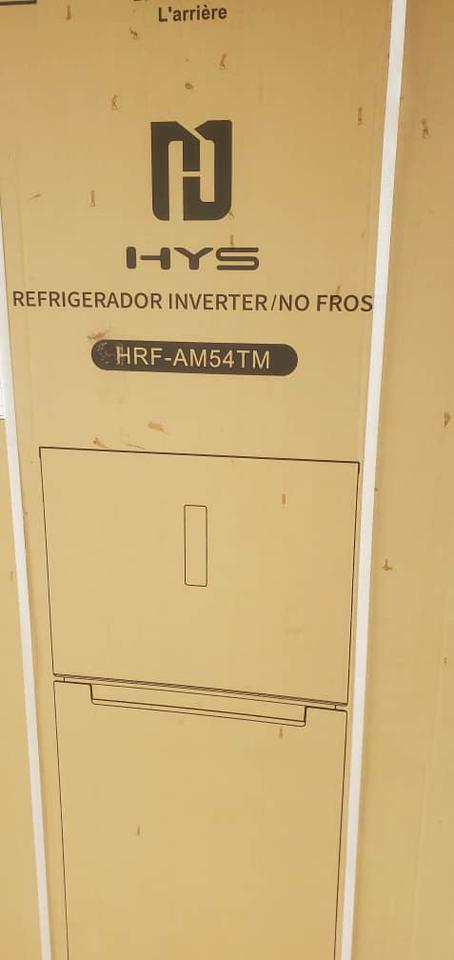 L'arrière
HYS
REFRIGERADOR INVERTER/NO FROS
HRF-AM54TM